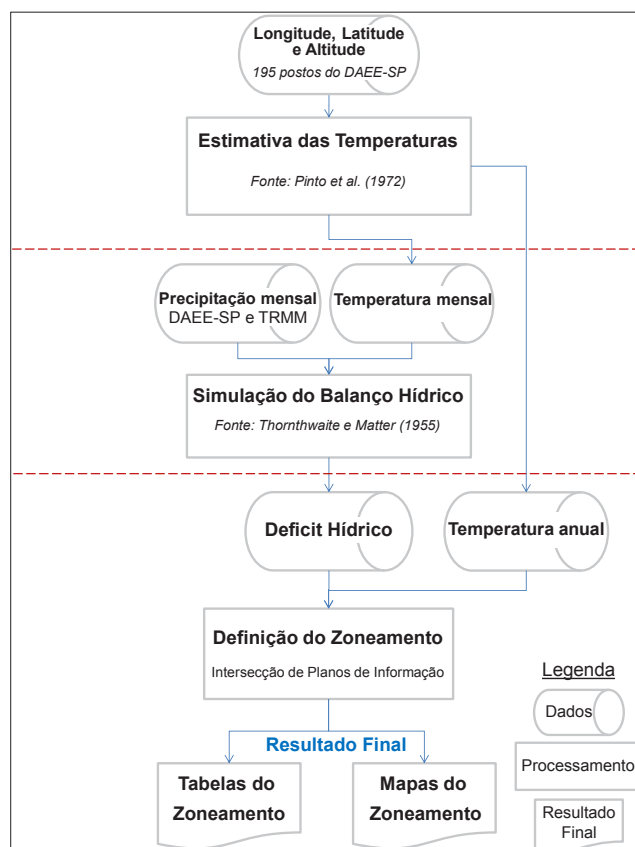 Longitude, Latitude
e Altitude
195 postos do DAEE-SP
Estimativa das Temperaturas
Fonte: Pinto et al. (1972)
Precipitação mensal
DAEE-SP e TRMM
Temperatura mensal
Simulação do Balanço Hídrico
Fonte: Thornthwaite e Matter (1955)
Deficit Hídrico
Temperatura anual
Definição do Zoneamento
Intersecção de Planos de Informação
Resultado Final
Tabelas do
Zoneamento
Mapas do
Zoneamento
Legenda
Dados
Processamento
Resultado
Final